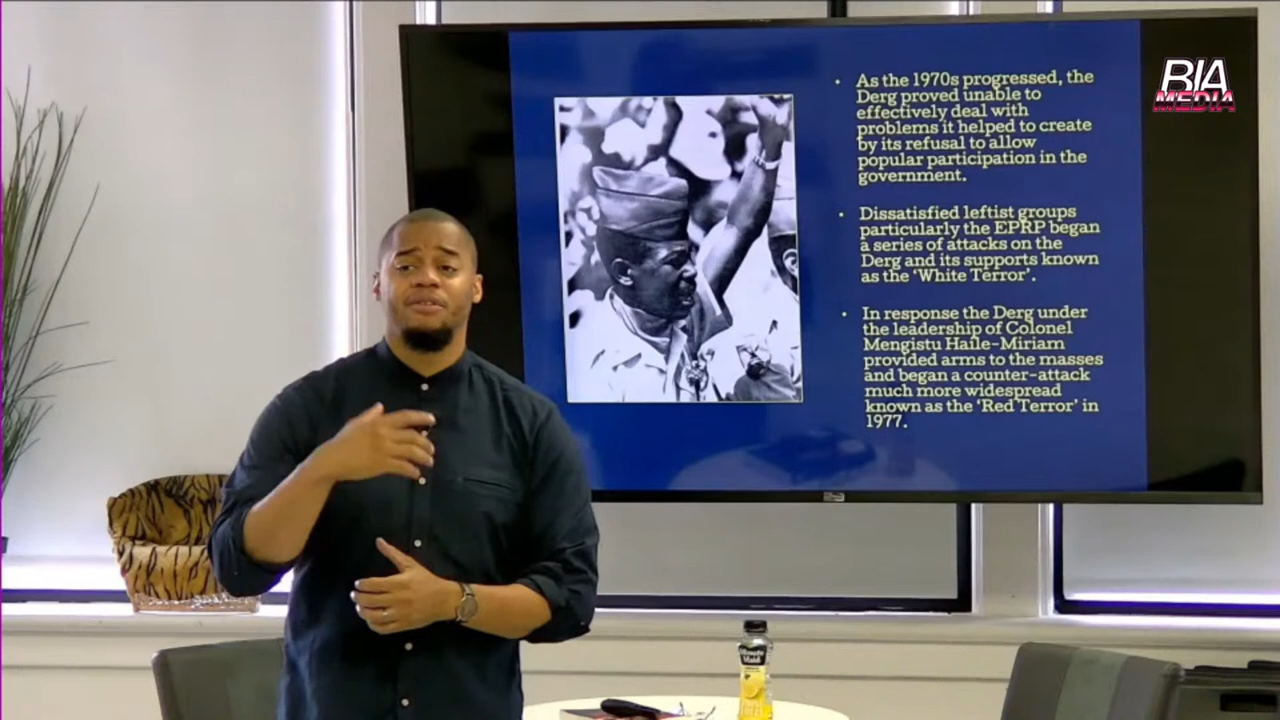 BIA
MEDIA
• As the 1970s progressed, the
Derg proved unable to
effectively deal with
problems it helped to create
by its refusal to allow
popular participation in the
government.
• Dissatisfied leftist groups
particularly the EPRP began
a series of attacks on the
Derg and its supports known
as the ‘White Terror’.
• In response the Derg under
the leadership of Colonel
Mengistu Haile-Miriam
provided arms to the masses
and began a counter-attack
much more widespread
known as the ‘Red Terror’ in
1977.
Minute
Maid